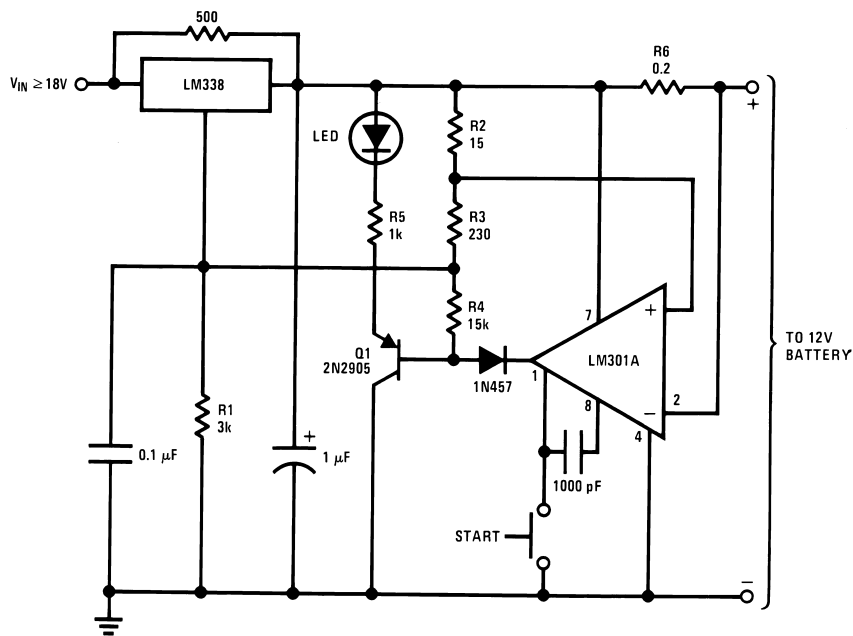 500
V_IN ≥ 18V
LM338
R6
0.2
+
LED
R2
15
R5
1k
R3
230
R4
15k
7
+
TO 12V
BATTERY
Q1
2N2905
1N457
LM301A
1
8
2
−
4
R1
3k
0.1 μF
+
1 μF
1000 pF
START
−